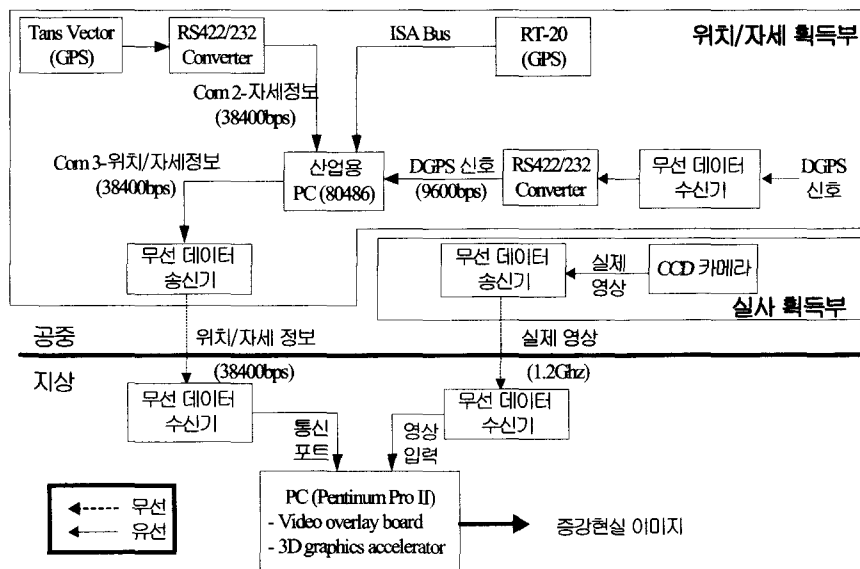 Tans Vector
(GPS)
RS422/232
Converter
ISA Bus
RT-20
(GPS)
위치/자세 획득부
Com 2-자세정보
(38400bps)
Com 3-위치/자세정보
(38400bps)
산업용
PC (80486)
DGPS 신호
(9600bps)
RS422/232
Converter
무선 데이터
수신기
DGPS
신호
무선 데이터
송신기
무선 데이터
송신기
실제
영상
CCD 카메라
실사 획득부
공중
위치/자세 정보
실제 영상
지상
(38400bps)
(1.2Ghz)
무선 데이터
수신기
무선 데이터
수신기
통신
포트
영상
입력
무선
유선
PC (Pentinum Pro II)
- Video overlay board
- 3D graphics accelerator
증강현실 이미지